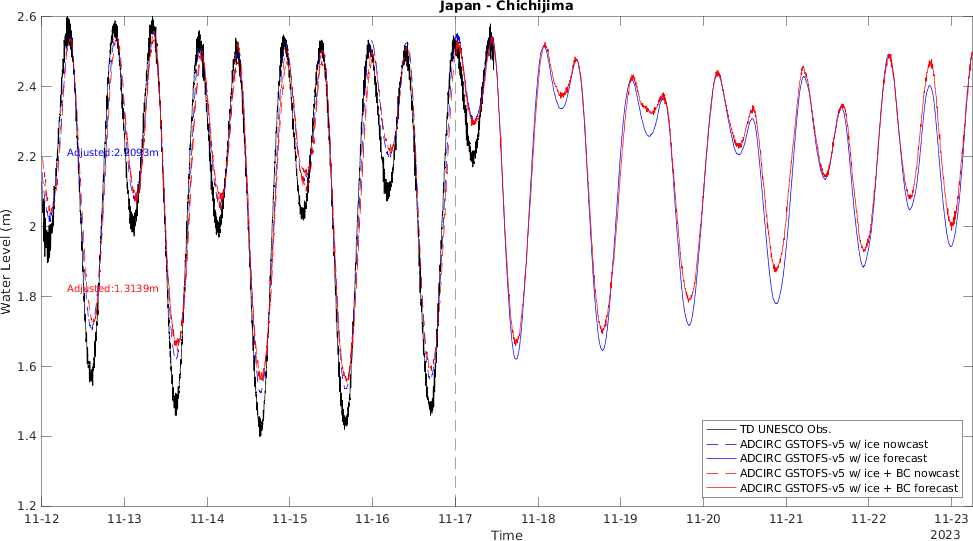 Japan - Chichijima
2.6
2.4
2.2
2
1.8
1.6
1.4
1.2
Water Level (m)
Adjusted:2.9093m
Adjusted:1.3139m
TD UNESCO Obs.
ADCIRC GSTOFS-v5 w/ ice nowcast
ADCIRC GSTOFS-v5 w/ ice forecast
ADCIRC GSTOFS-v5 w/ ice + BC nowcast
ADCIRC GSTOFS-v5 w/ ice + BC forecast
11-12 11-13 11-14 11-15 11-16 11-17 11-18 11-19 11-20 11-21 11-22 11-23
2023
Time